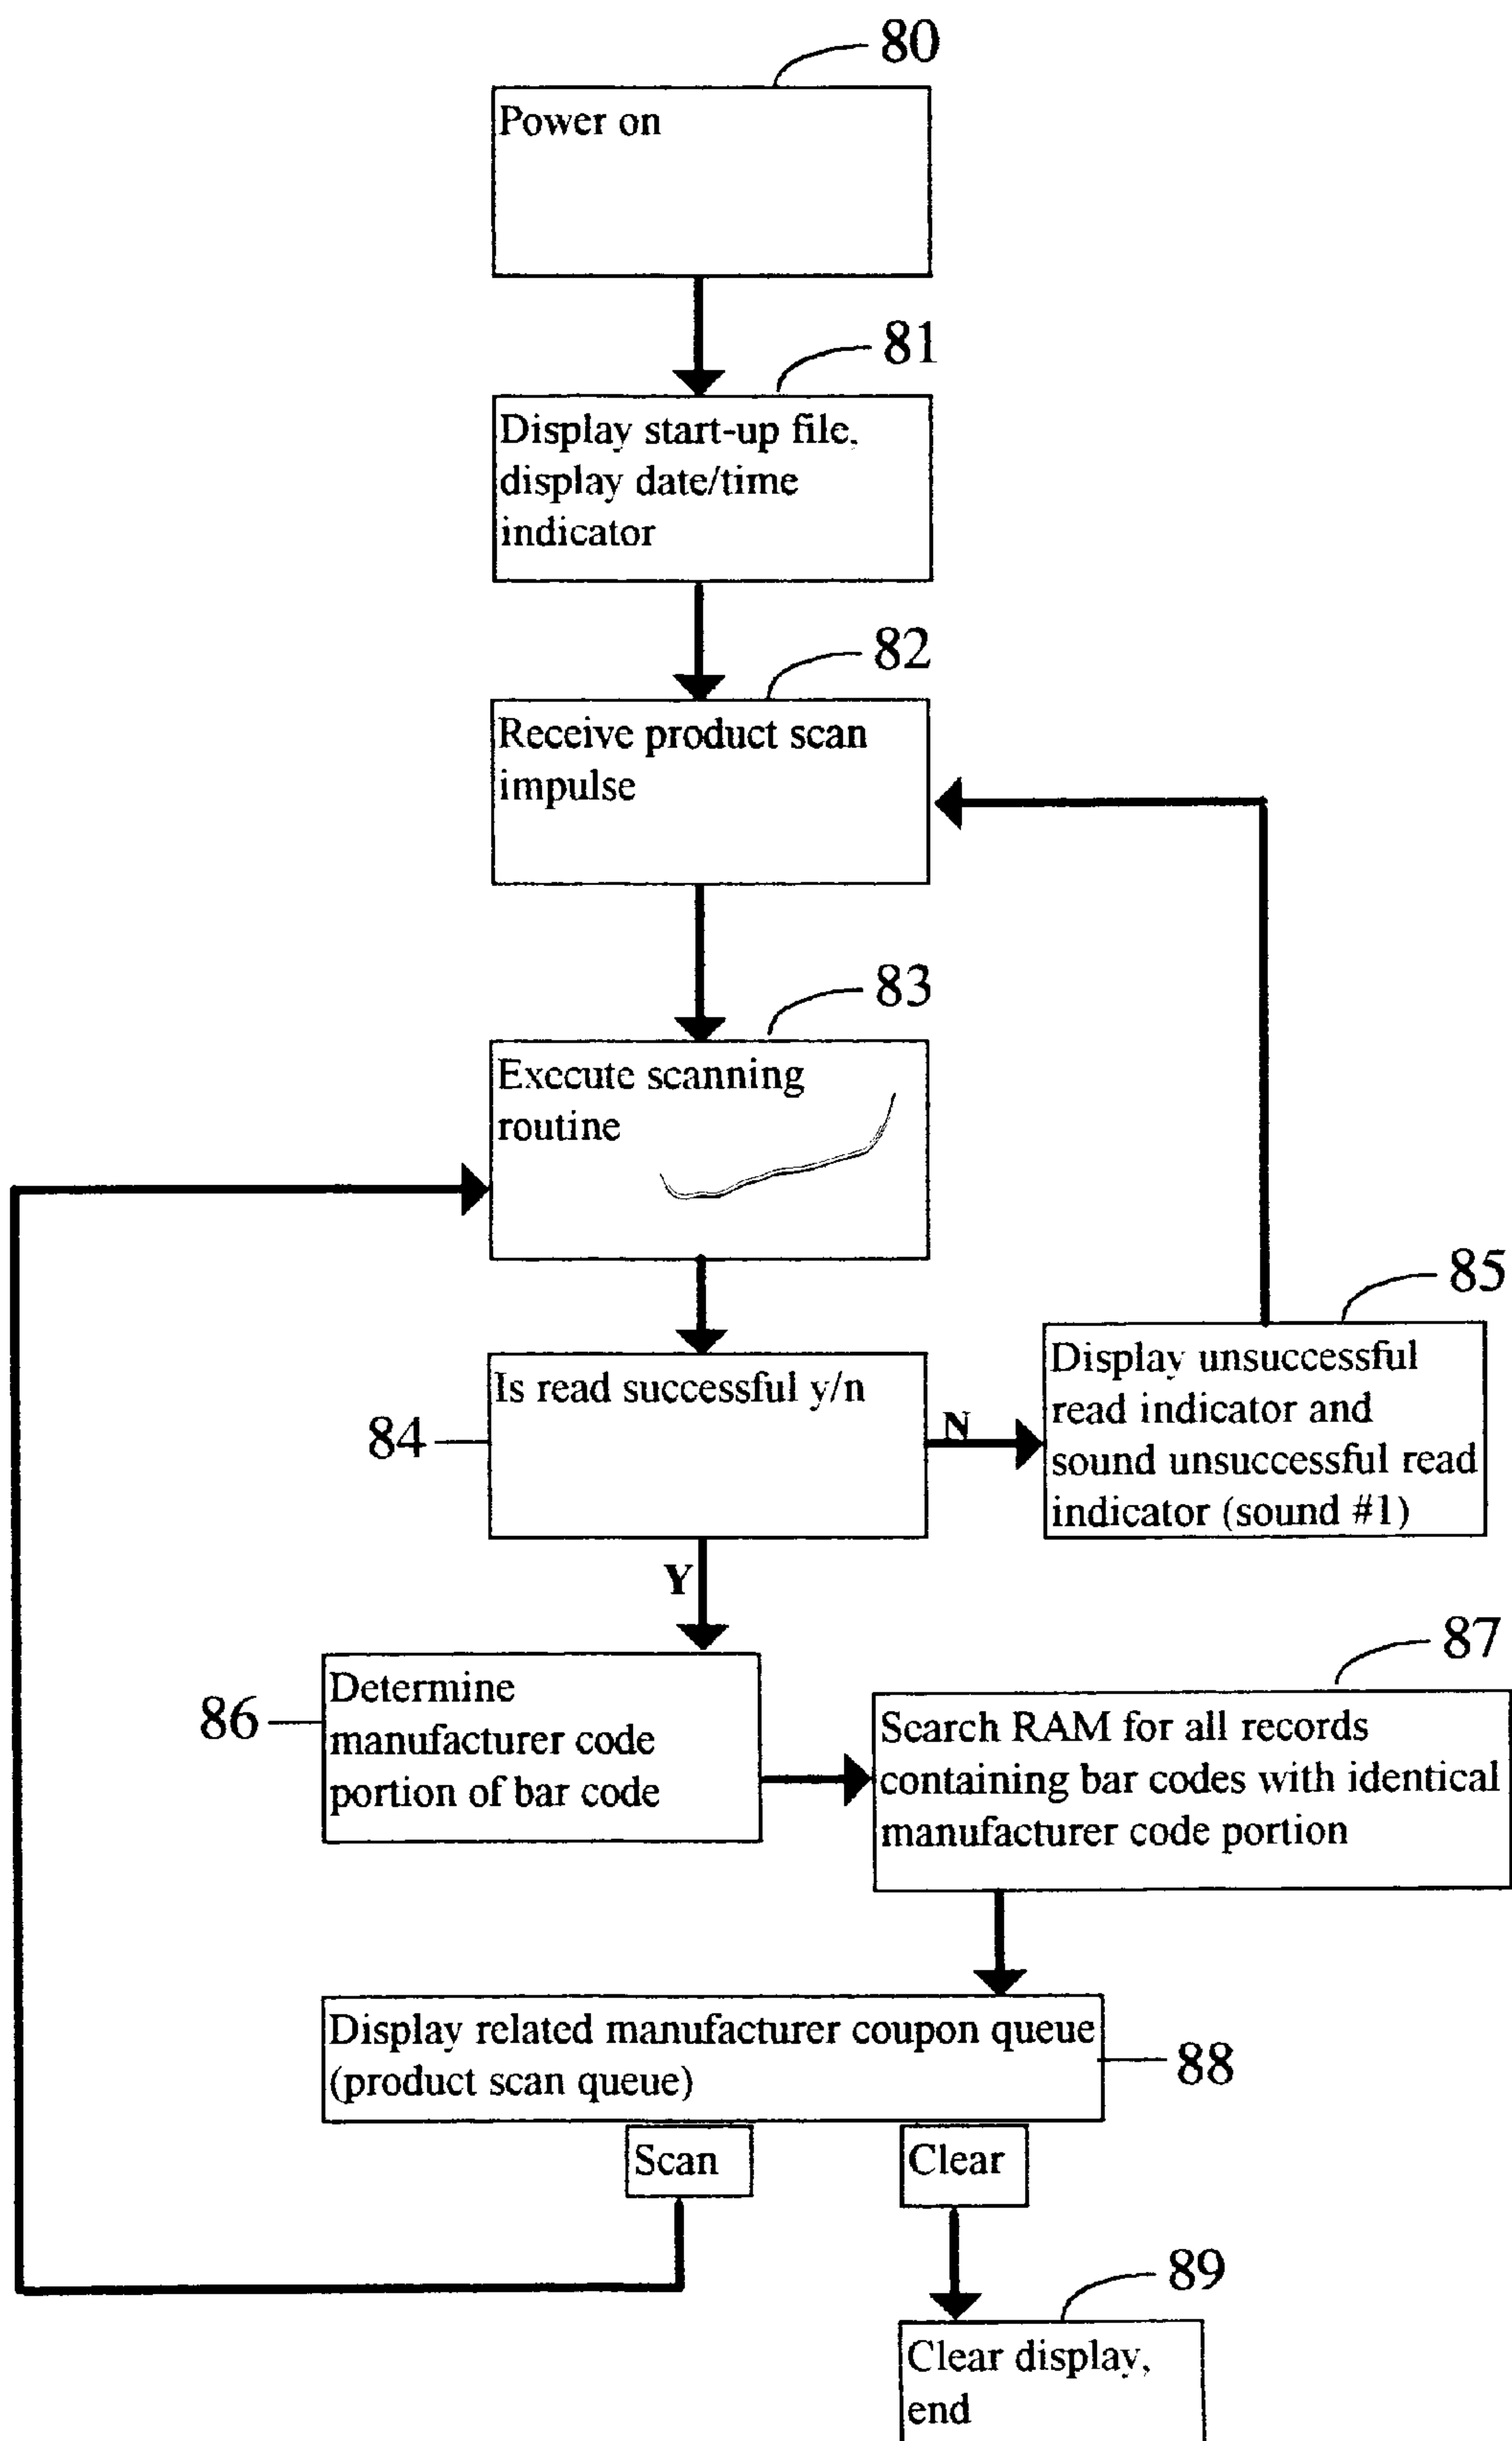 80
Power on
81
Display start-up file,
display date/time
indicator
82
Receive product scan
impulse
83
Execute scanning
routine
84
Is read successful y/n
N
85
Display unsuccessful
read indicator and
sound unsuccessful read
indicator (sound #1)
Y
86
Determine
manufacturer code
portion of bar code
87
Search RAM for all records
containing bar codes with identical
manufacturer code portion
Display related manufacturer coupon queue
(product scan queue)
88
Scan
Clear
89
Clear display,
end